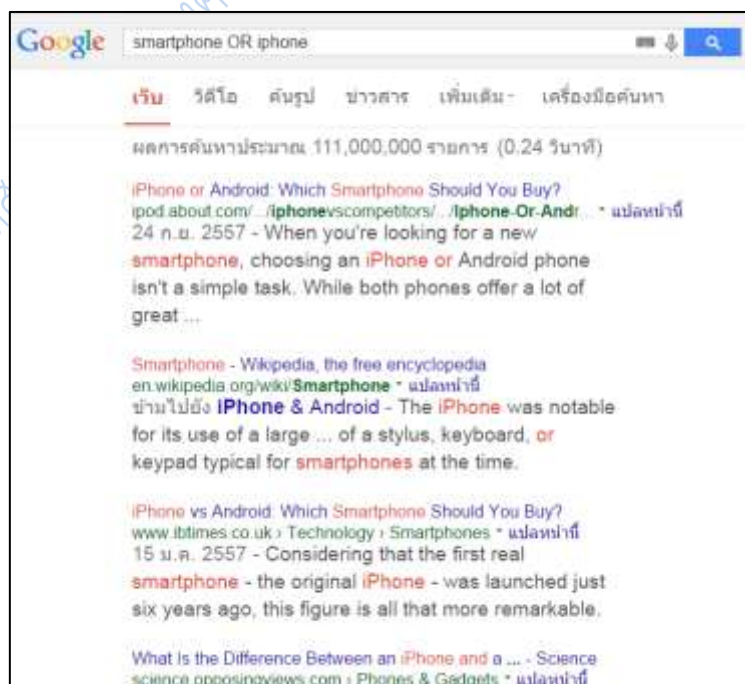 Google smartphone OR iphone
เว็บ วิดีโอ ค้นรูป ข่าวสาร เพิ่มเติม เครื่องมือค้นหา
ผลการค้นหาประมาณ 111,000,000 รายการ (0.24 วินาที)
iPhone or Android: Which Smartphone Should You Buy?
ipod.about.com/.../iphonevscompetitors/.../Iphone-Or-Andr... แปลหน้านี้
24 ก.ย. 2557 - When you're looking for a new
smartphone, choosing an iPhone or Android phone
isn't a simple task. While both phones offer a lot of
great ...
Smartphone - Wikipedia, the free encyclopedia
en.wikipedia.org/wiki/Smartphone แปลหน้านี้
ข้ามไปยัง iPhone & Android - The iPhone was notable
for its use of a large ... of a stylus, keyboard, or
keypad typical for smartphones at the time.
iPhone vs Android: Which Smartphone Should You Buy?
www.ibtimes.co.uk › Technology › Smartphones แปลหน้านี้
15 ม.ค. 2557 - Considering that the first real
smartphone - the original iPhone - was launched just
six years ago, this figure is all that more remarkable.
What Is the Difference Between an iPhone and a ... - Science
science.opposingviews.com › Phones & Gadgets แปลหน้านี้